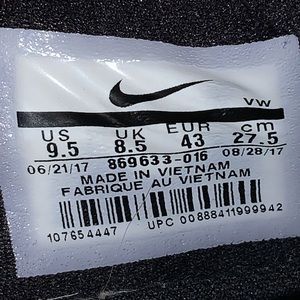 VW
US UK EUR cm
9.5 8.5 43 27.5
06/21/17 869633-016 08/28/17
MADE IN VIETNAM
FABRIQUE AU VIETNAM
107654447 UPC 00888411999942